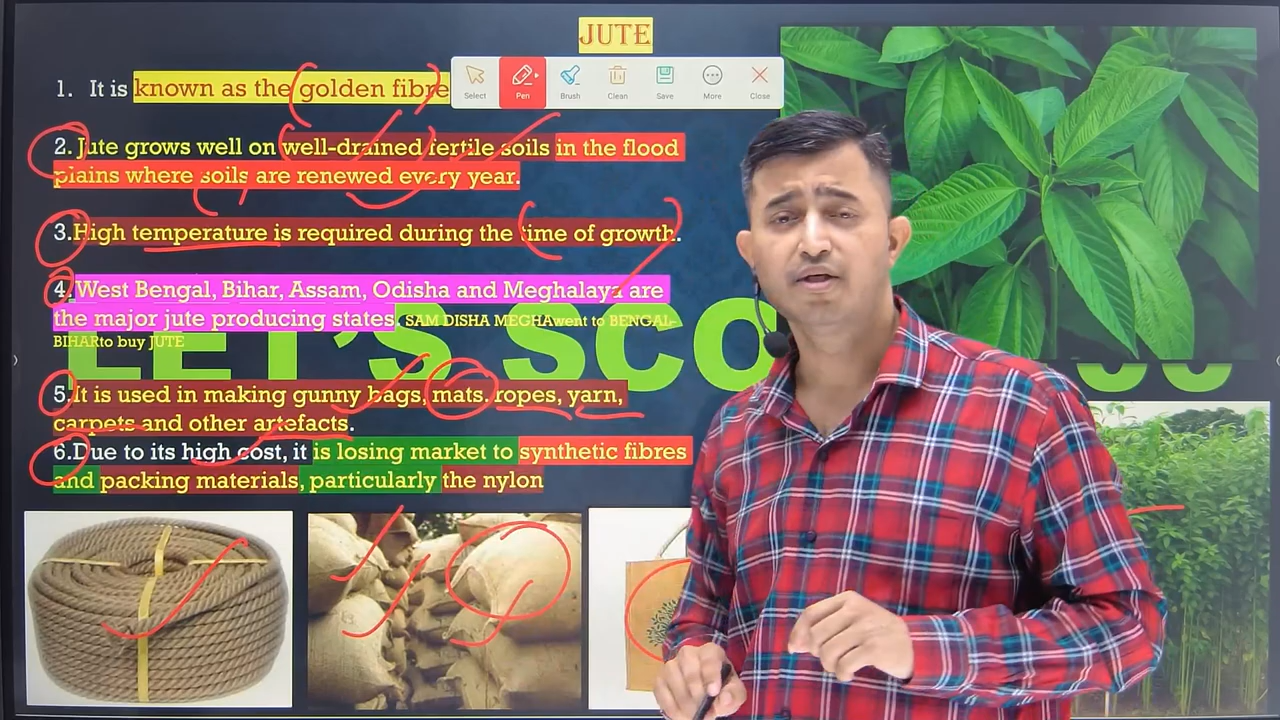 JUTE
1. It is known as the golden fibre
Select Pen Brush Clean Save More Close
2. Jute grows well on well-drained fertile soils in the flood
plains where soils are renewed every year.
3.High temperature is required during the time of growth.
4.West Bengal, Bihar, Assam, Odisha and Meghalaya are
the major jute producing states. SAM DISHA MEGHAwent to BENGAL-
BIHARto buy JUTE
LET'S SCO
5.It is used in making gunny bags, mats. ropes, yarn,
carpets and other artefacts.
6.Due to its high cost, it is losing market to synthetic fibres
and packing materials, particularly the nylon